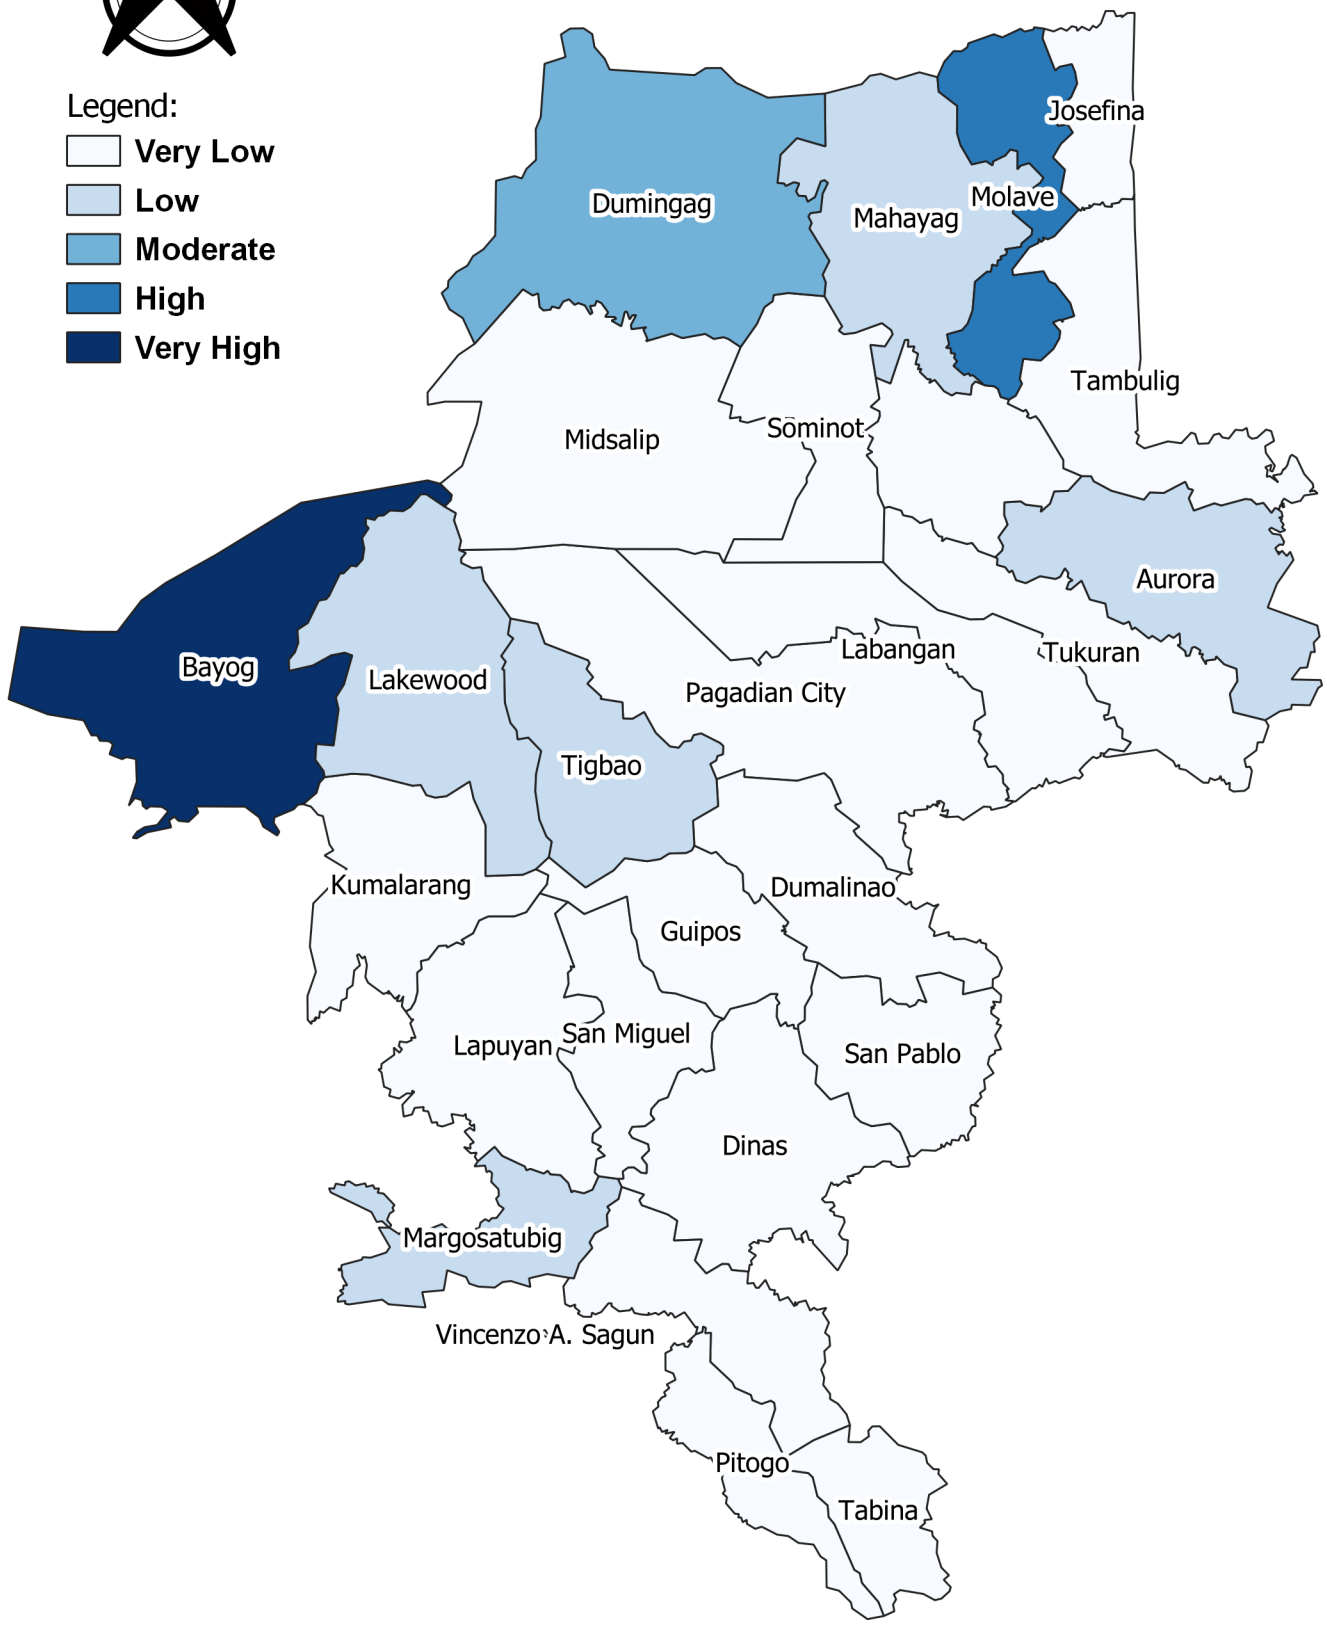 Legend:
Very Low
Low
Moderate
High
Very High
Josefina
Dumingag
Molave
Mahayag
Tambulig
Sominot
Midsalip
Aurora
Labangan
Tukuran
Bayog
Lakewood
Pagadian City
Tigbao
Kumalarang
Dumalinao
Guipos
San Miguel
Lapuyan
San Pablo
Dinas
Margosatubig
Vincenzo A. Sagun
Pitogo
Tabina